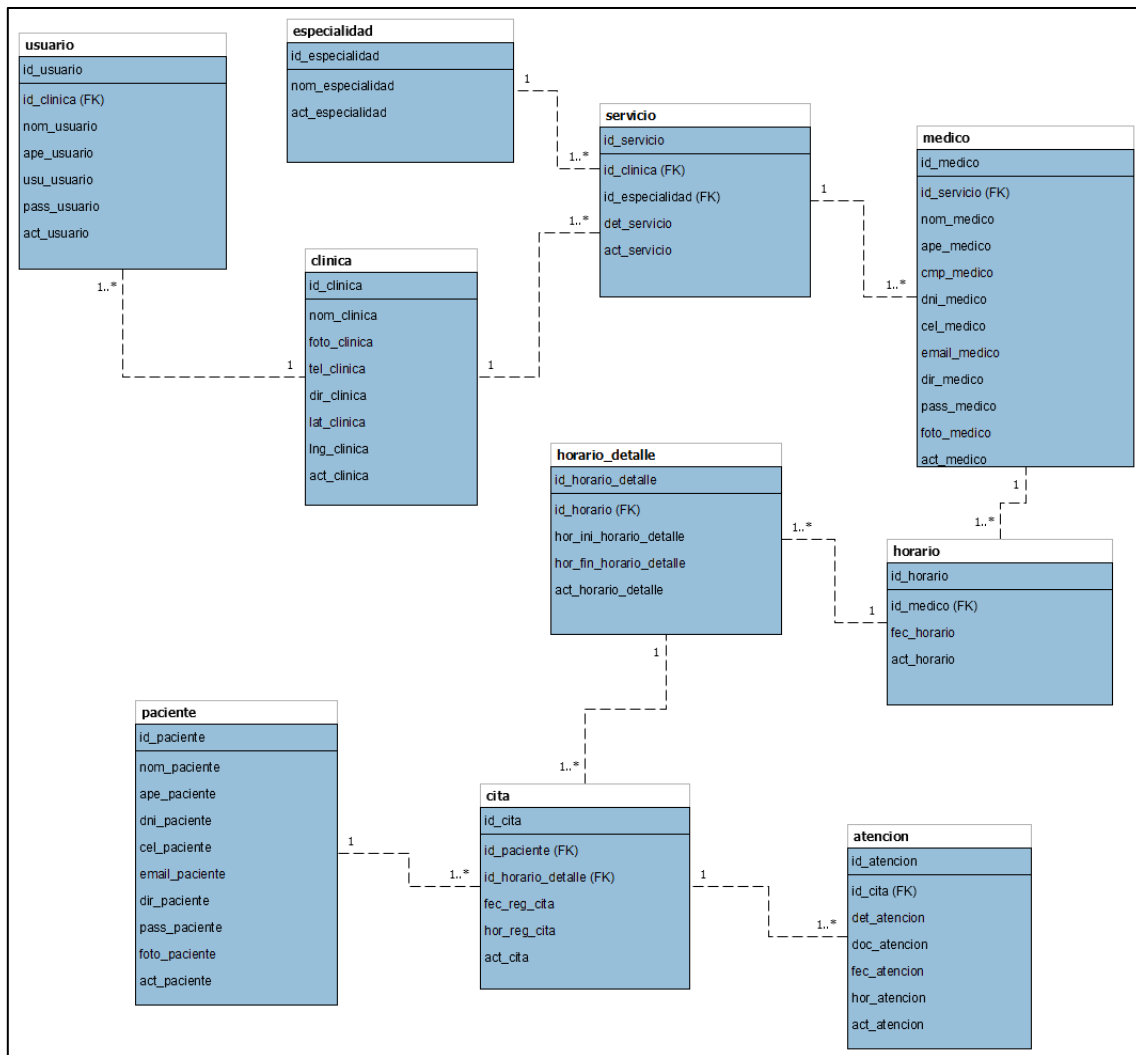 usuario
id_usuario
id_clinica (FK)
nom_usuario
ape_usuario
usu_usuario
pass_usuario
act_usuario
1..*
especialidad
id_especialidad
nom_especialidad
act_especialidad
1
1..*
servicio
id_servicio
id_clinica (FK)
id_especialidad (FK)
det_servicio
act_servicio
1..*
1
1..*
medico
id_medico
id_servicio (FK)
nom_medico
ape_medico
cmp_medico
dni_medico
cel_medico
email_medico
dir_medico
pass_medico
foto_medico
act_medico
1
1..*
clinica
id_clinica
nom_clinica
foto_clinica
tel_clinica
dir_clinica
lat_clinica
lng_clinica
act_clinica
1
1
horario_detalle
id_horario_detalle
id_horario (FK)
hor_ini_horario_detalle
hor_fin_horario_detalle
act_horario_detalle
1..*
1
1
1..*
horario
id_horario
id_medico (FK)
fec_horario
act_horario
paciente
id_paciente
nom_paciente
ape_paciente
dni_paciente
cel_paciente
email_paciente
dir_paciente
pass_paciente
foto_paciente
act_paciente
1
1..*
cita
id_cita
id_paciente (FK)
id_horario_detalle (FK)
fec_reg_cita
hor_reg_cita
act_cita
1
1..*
atencion
id_atencion
id_cita (FK)
det_atencion
doc_atencion
fec_atencion
hor_atencion
act_atencion